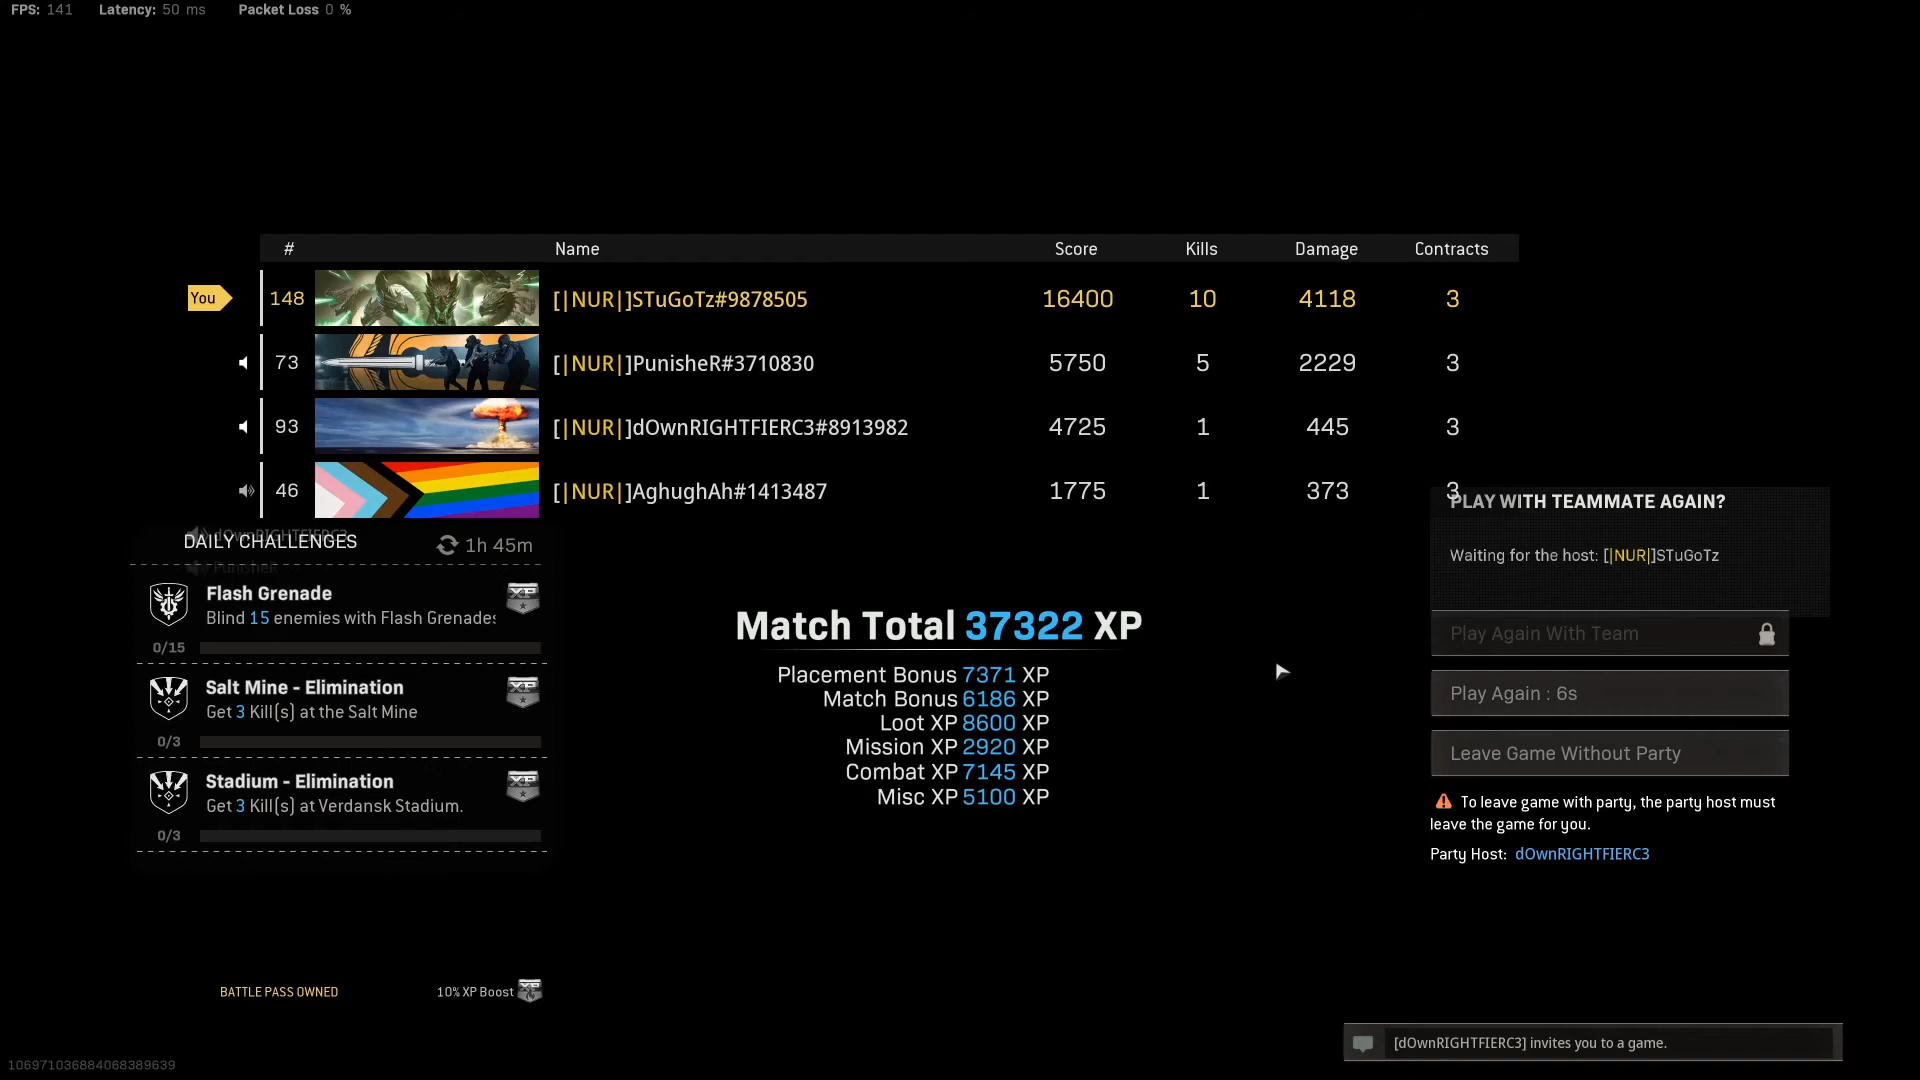 FPS: 141 Latency: 50 ms Packet Loss 0 %
# Name Score Kills Damage Contracts
You 148 [|NUR|]STuGoTz#9878505 16400 10 4118 3
73 [|NUR|]PunisheR#3710830 5750 5 2229 3
93 [|NUR|]dOwnRIGHTFIERC3#8913982 4725 1 445 3
46 [|NUR|]AghughAh#1413487 1775 1 373 3
dOwnRIGHTFIERC3
DAILY CHALLENGES 1h 45m
PunisheR
Flash Grenade
Blind 15 enemies with Flash Grenades
0/15
Salt Mine - Elimination
Get 3 Kill(s) at the Salt Mine
0/3
Stadium - Elimination
Get 3 Kill(s) at Verdansk Stadium.
0/3
XP
XP
XP
Match Total 37322 XP
Placement Bonus 7371 XP
Match Bonus 6186 XP
Loot XP 8600 XP
Mission XP 2920 XP
Combat XP 7145 XP
Misc XP 5100 XP
PLAY WITH TEAMMATE AGAIN?
Waiting for the host: [|NUR|]STuGoTz
Play Again With Team
Play Again : 6s
Leave Game Without Party
To leave game with party, the party host must
leave the game for you.
Party Host: dOwnRIGHTFIERC3
BATTLE PASS OWNED
10% XP Boost XP
[dOwnRIGHTFIERC3] invites you to a game.
106971036884068389639